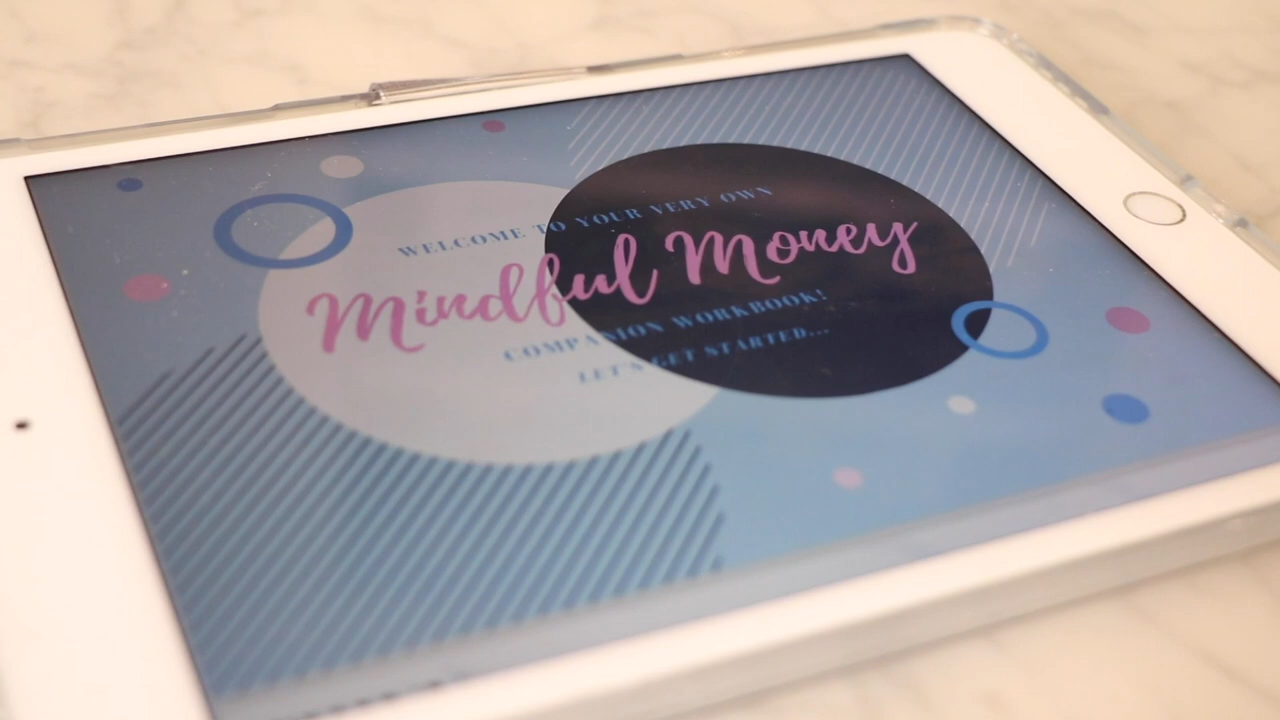 WELCOME TO YOUR VERY OWN
Mindful Money
COMPANION WORKBOOK!
LET'S GET STARTED...